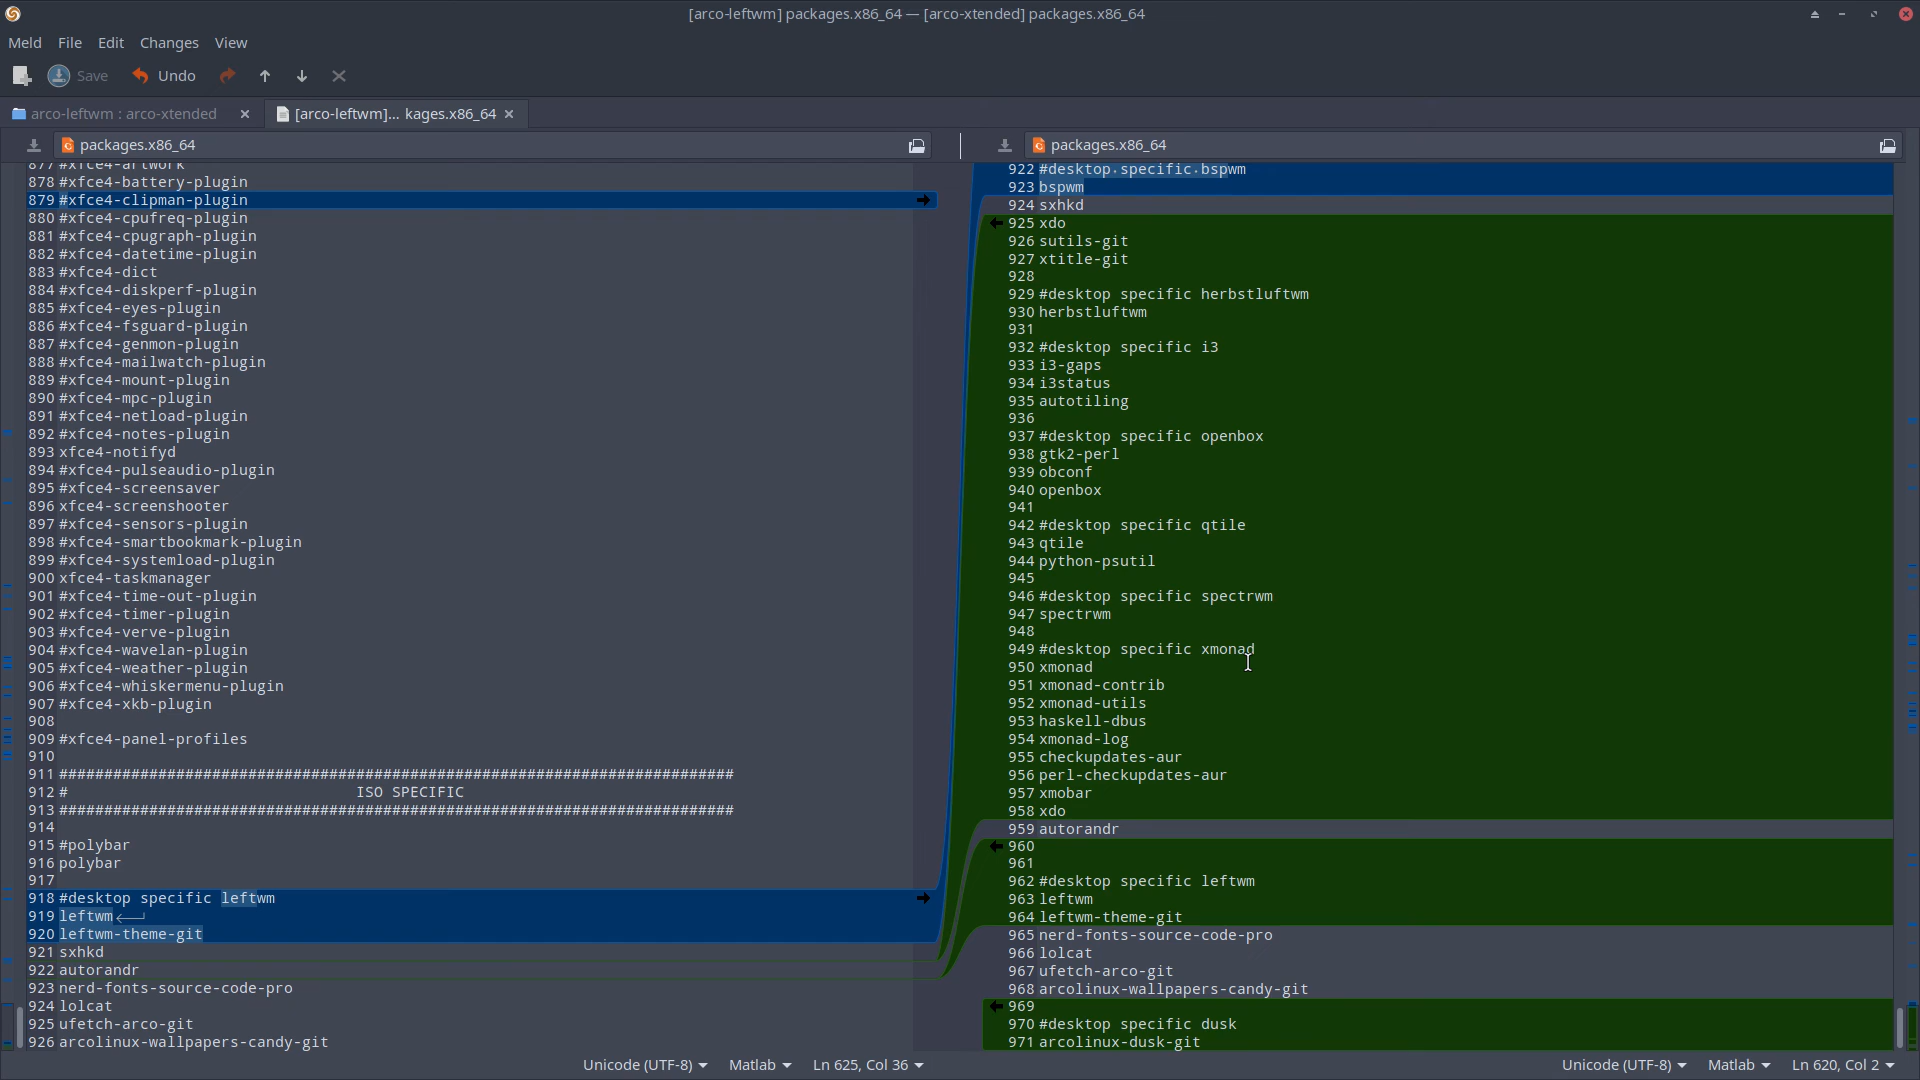 [arco-leftwm] packages.x86_64 — [arco-xtended] packages.x86_64
Meld File Edit Changes View
Save Undo
arco-leftwm : arco-xtended
[arco-leftwm]... kages.x86_64
packages.x86_64
877 #xfce4-artwork
878 #xfce4-battery-plugin
879 #xfce4-clipman-plugin
880 #xfce4-cpufreq-plugin
881 #xfce4-cpugraph-plugin
882 #xfce4-datetime-plugin
883 #xfce4-dict
884 #xfce4-diskperf-plugin
885 #xfce4-eyes-plugin
886 #xfce4-fsguard-plugin
887 #xfce4-genmon-plugin
888 #xfce4-mailwatch-plugin
889 #xfce4-mount-plugin
890 #xfce4-mpc-plugin
891 #xfce4-netload-plugin
892 #xfce4-notes-plugin
893 xfce4-notifyd
894 #xfce4-pulseaudio-plugin
895 #xfce4-screensaver
896 xfce4-screenshooter
897 #xfce4-sensors-plugin
898 #xfce4-smartbookmark-plugin
899 #xfce4-systemload-plugin
900 xfce4-taskmanager
901 #xfce4-time-out-plugin
902 #xfce4-timer-plugin
903 #xfce4-verve-plugin
904 #xfce4-wavelan-plugin
905 #xfce4-weather-plugin
906 #xfce4-whiskermenu-plugin
907 #xfce4-xkb-plugin
908
909 #xfce4-panel-profiles
910
911 ###########################################################################
912 # ISO SPECIFIC
913 ###########################################################################
914
915 #polybar
916 polybar
917
918 #desktop specific leftwm
919 leftwm
920 leftwm-theme-git
921 sxhkd
922 autorandr
923 nerd-fonts-source-code-pro
924 lolcat
925 ufetch-arco-git
926 arcolinux-wallpapers-candy-git
packages.x86_64
922 #desktop.specific.bspwm
923 bspwm
924 sxhkd
925 xdo
926 sutils-git
927 xtitle-git
928
929 #desktop specific herbstluftwm
930 herbstluftwm
931
932 #desktop specific i3
933 i3-gaps
934 i3status
935 autotiling
936
937 #desktop specific openbox
938 gtk2-perl
939 obconf
940 openbox
941
942 #desktop specific qtile
943 qtile
944 python-psutil
945
946 #desktop specific spectrwm
947 spectrwm
948
949 #desktop specific xmonad
950 xmonad
951 xmonad-contrib
952 xmonad-utils
953 haskell-dbus
954 xmonad-log
955 checkupdates-aur
956 perl-checkupdates-aur
957 xmobar
958 xdo
959 autorandr
960
961
962 #desktop specific leftwm
963 leftwm
964 leftwm-theme-git
965 nerd-fonts-source-code-pro
966 lolcat
967 ufetch-arco-git
968 arcolinux-wallpapers-candy-git
969
970 #desktop specific dusk
971 arcolinux-dusk-git
Unicode (UTF-8) Matlab Ln 625, Col 36
Unicode (UTF-8) Matlab Ln 620, Col 2